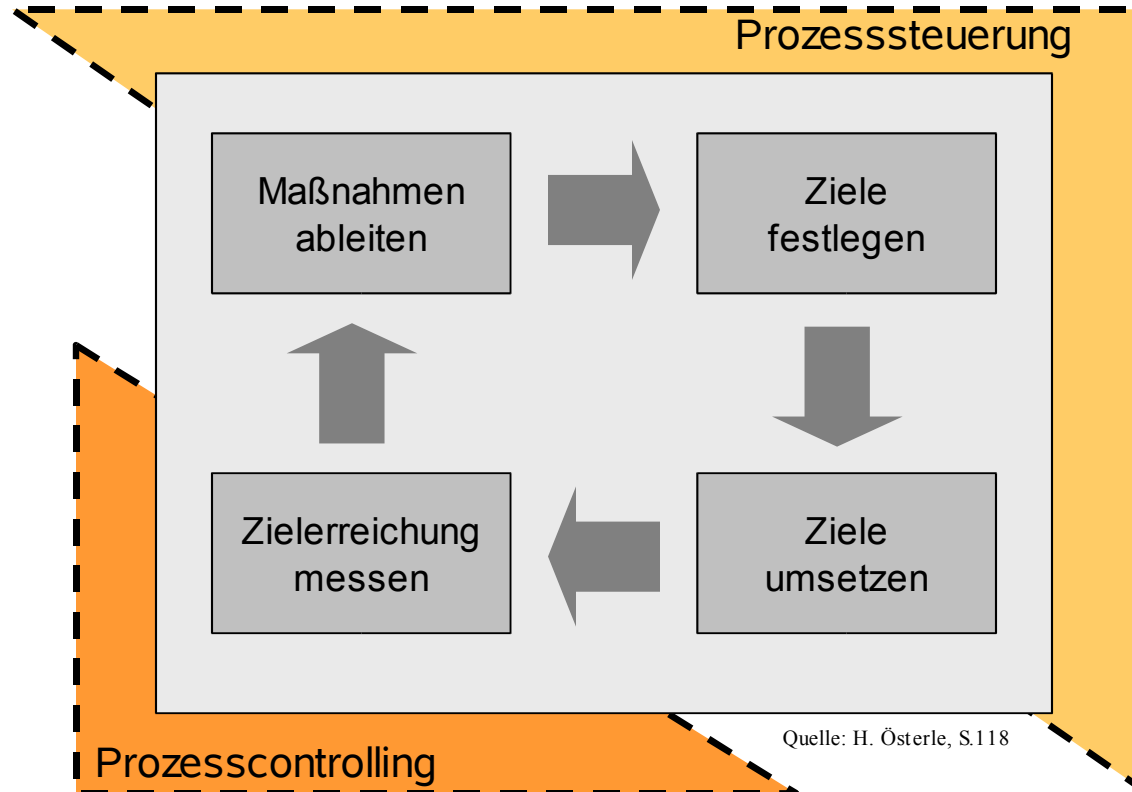 Prozesssteuerung
Maßnahmen
ableiten
Ziele
festlegen
Zielerreichung
messen
Ziele
umsetzen
Quelle: H. Österle, S.118
Prozesscontrolling